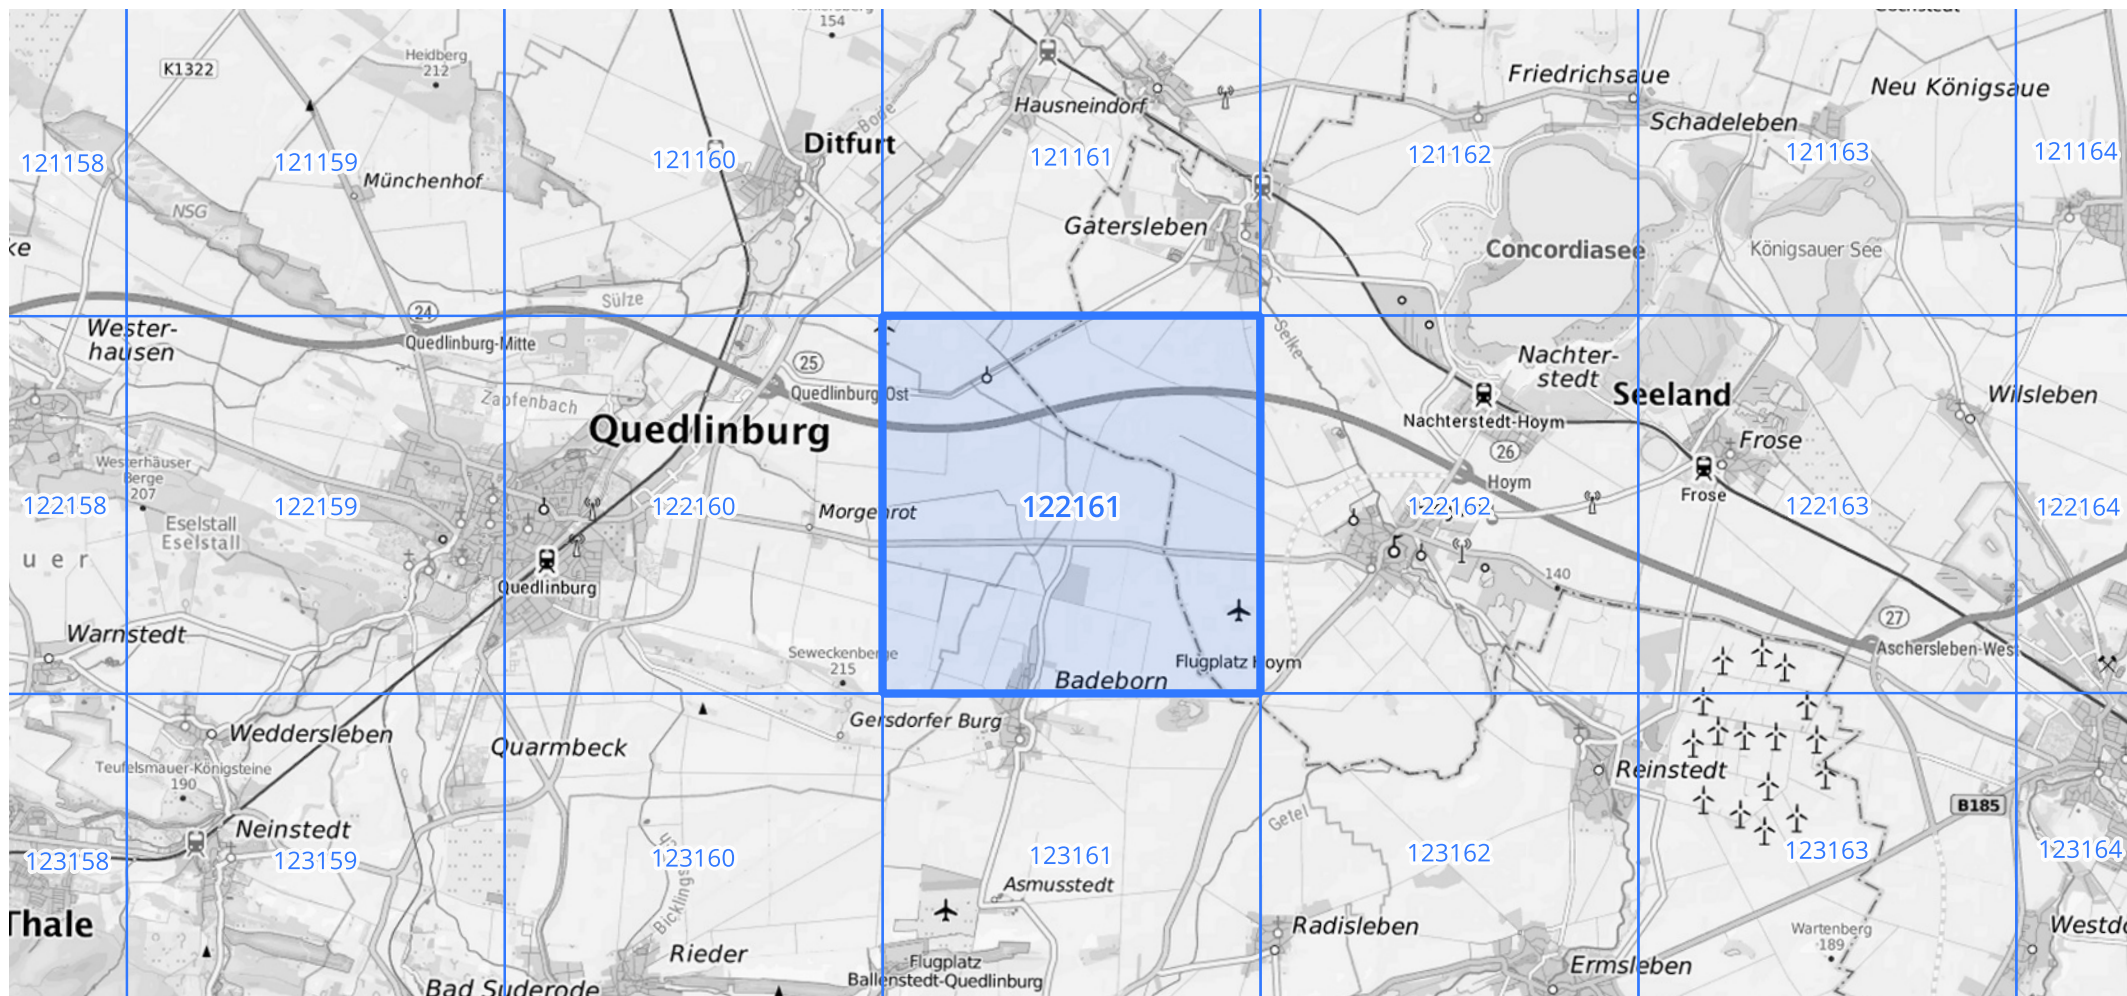 154
Heidberg
212
K1322
Friedrichsaue
Neu Königsaue
Hausneindorf
Bode
Schadeleben
Ditfurt
121158
121159
121160
121161
121162
121163
121164
Münchenhof
NSG
Gatersleben
Concordiasee
Königsauer See
Sülze
24
Wester-
hausen
Quedlinburg-Mitte
25
Quedlinburg Ost
Selke
Nachter-
stedt
Seeland
Wilsleben
Zapfenbach
Quedlinburg
Nachterstedt-Hoym
26
Frose
Westerhäuser
Berge
207
Hoym
Frose
122158
122159
122160
Morgenrot
122161
122162
122163
122164
Eselstall
Eselstall
u e r
Quedlinburg
140
27
Warnstedt
Seweckenberge
215
Flugplatz Hoym
Aschersleben-West
Badeborn
Weddersleben
Quarmbeck
Gersdorfer Burg
Teufelsmauer-Königsteine
190
Reinstedt
B185
Neinstedt
Getel
123158
123159
123160
123161
123162
123163
123164
Asmusstedt
Thale
Radisleben
Wartenberg
189
Rieder
Flugplatz
Ballenstedt-Quedlinburg
Ermsleben
Bad Suderode